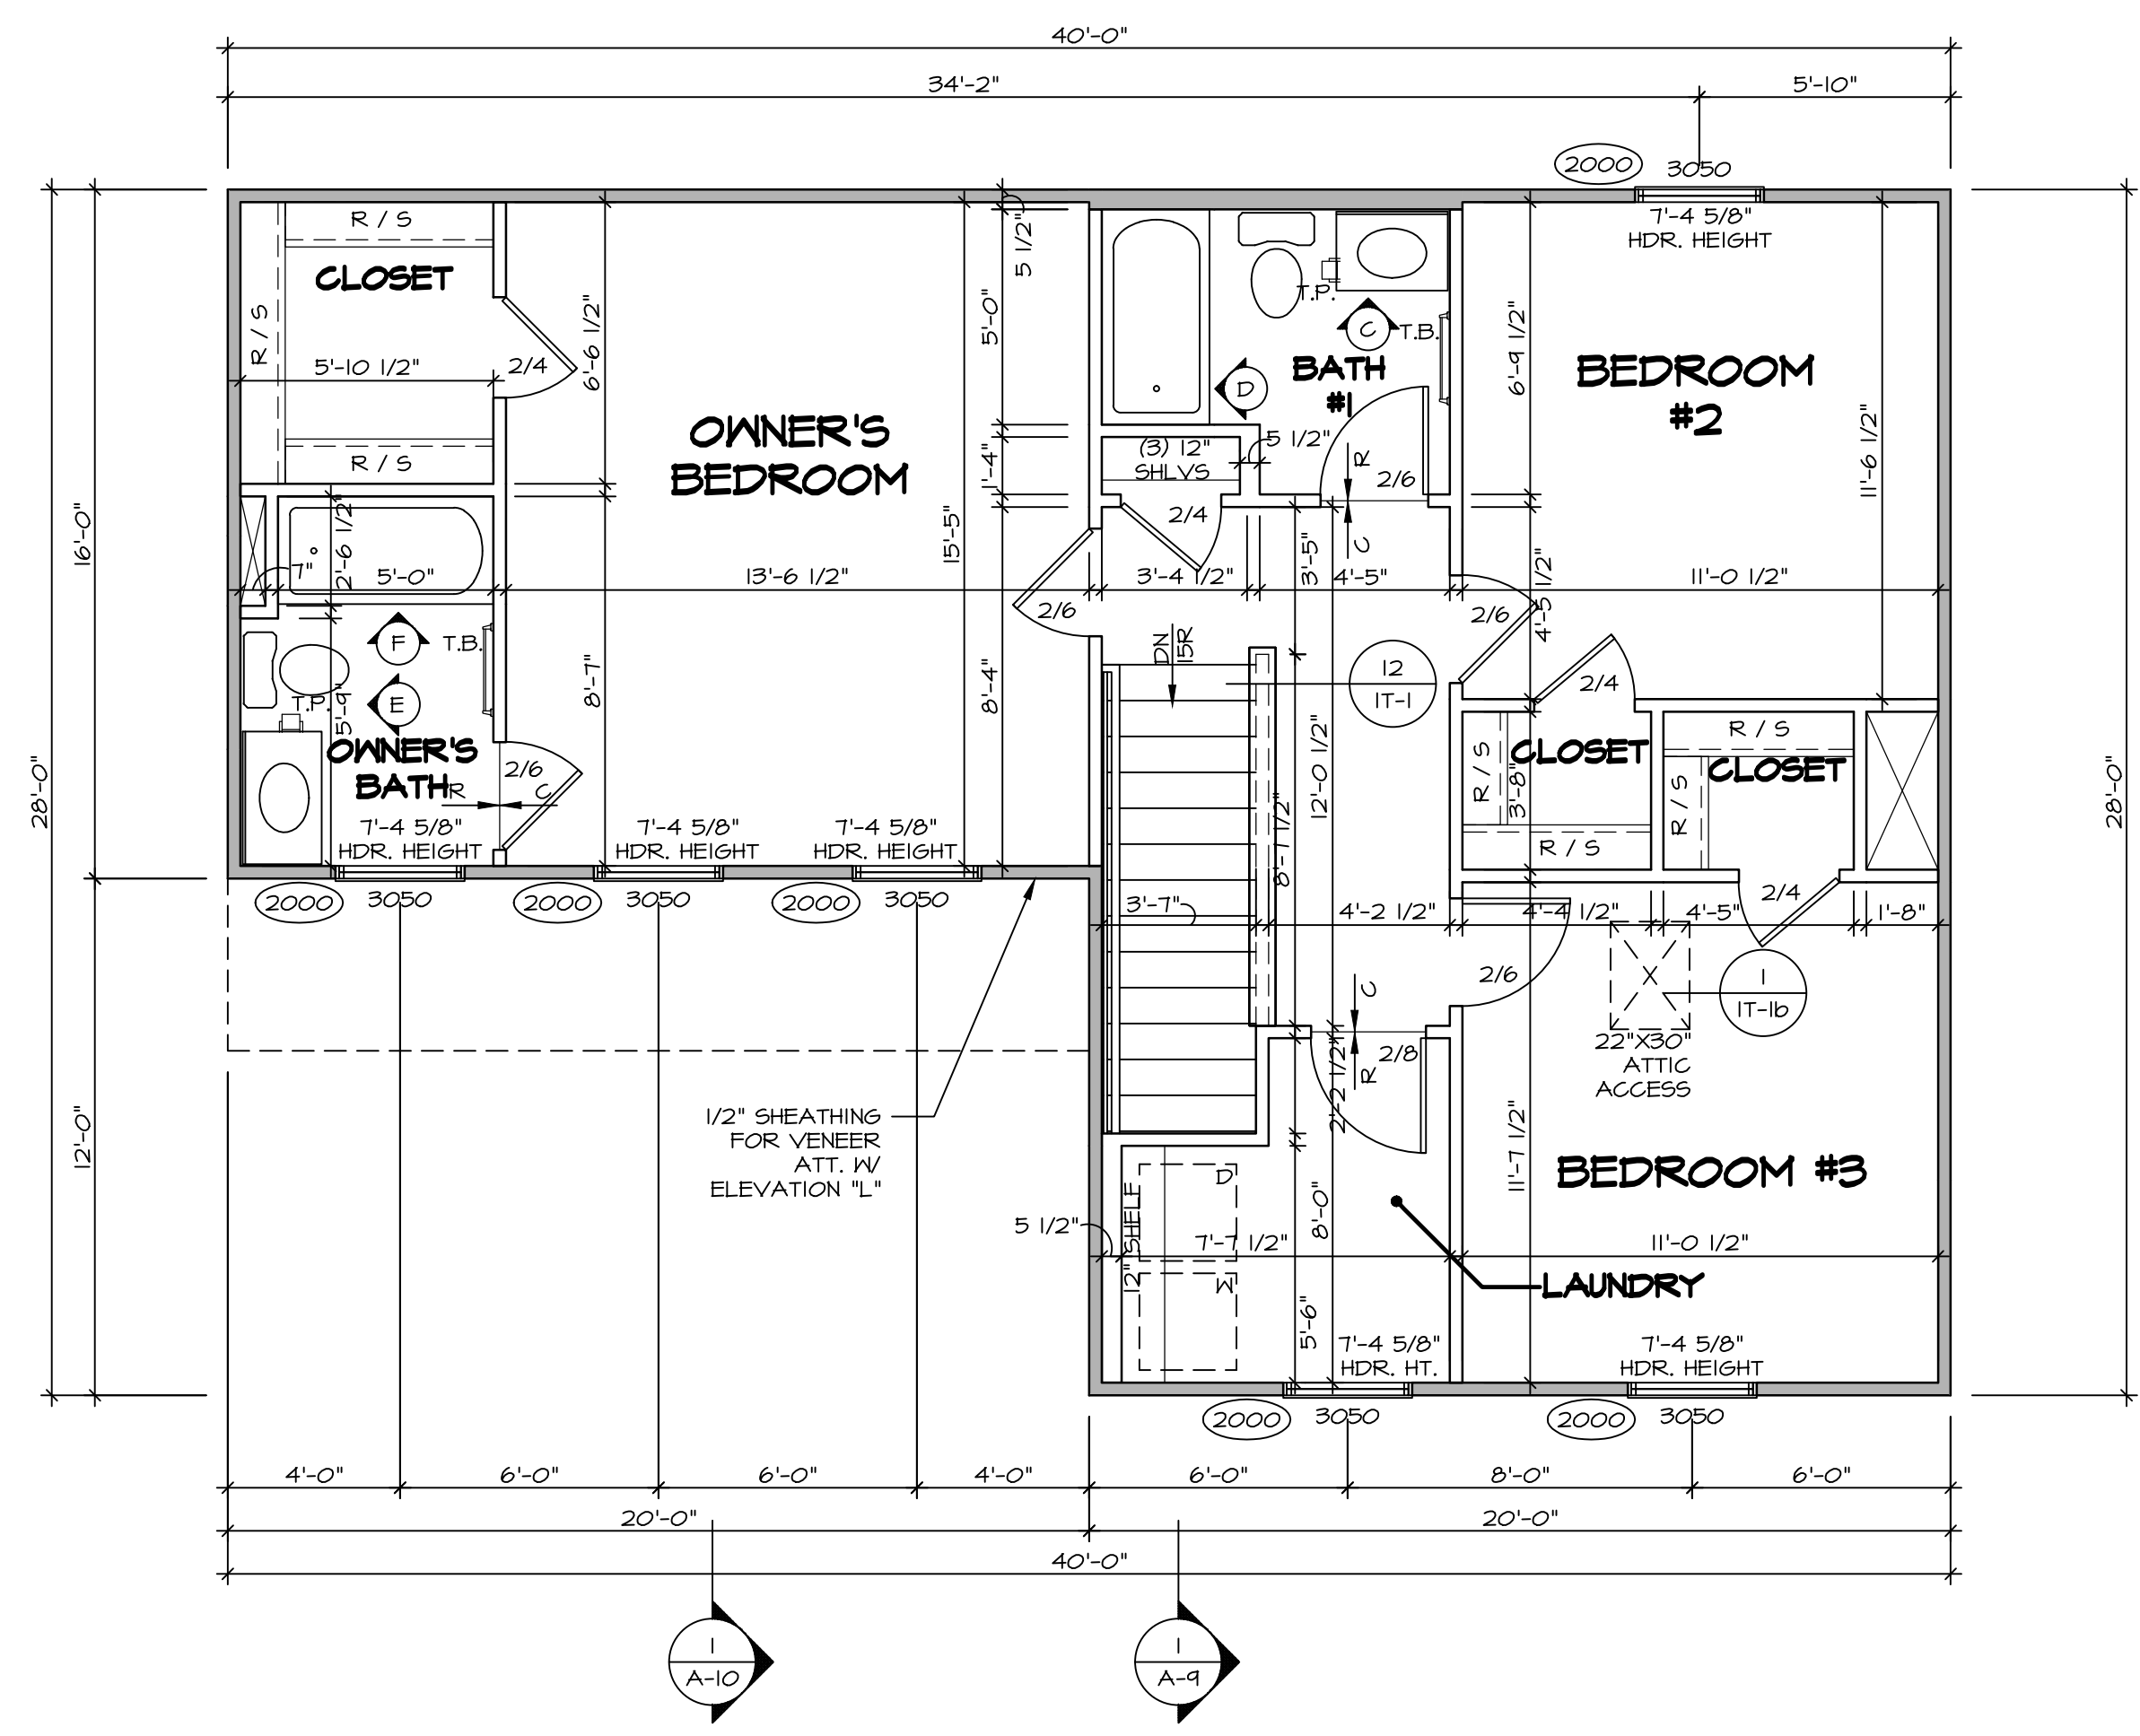 40'-0"
34'-2"
5'-10"
2000
3050
7'-4 5/8"
HDR. HEIGHT
R / S
CLOSET
R / S
5'-10 1/2"
2/4
6'-6 1/2"
R / S
OWNER'S
BEDROOM
5 1/2"
5'-0"
1'-4"
15'-5"
8'-4"
T.P.
C
T.B.
D
BATH
#1
(3) 12"
SHLVS
5 1/2"
R
2/6
C
2/4
6'-9 1/2"
BEDROOM
#2
11'-6 1/2"
16'-0"
28'-0"
12'-0"
28'-0"
7"
2'-6 1/2"
5'-0"
13'-6 1/2"
3'-4 1/2"
3'-5"
4'-5"
4'-5 1/2"
11'-0 1/2"
2/6
2/6
2/4
F
T.B.
E
T.P.
5'-9"
8'-7"
OWNER'S
BATH
R
C
2/6
DN
15R
12
IT-1
12'-0 1/2"
8'-7 1/2"
R / S
CLOSET
3'-8"
R / S
R / S
CLOSET
R / S
7'-4 5/8"
HDR. HEIGHT
7'-4 5/8"
HDR. HEIGHT
7'-4 5/8"
HDR. HEIGHT
2000
3050
2000
3050
2000
3050
3'-7"
4'-2 1/2"
4'-4 1/2"
4'-5"
2/4
1'-8"
2/6
X
1
IT-1b
22"X30"
ATTIC
ACCESS
C
R
2/8
2'-2 1/2"
1/2" SHEATHING
FOR VENEER
ATT. W/
ELEVATION "L"
11'-7 1/2"
BEDROOM #3
12" SHELF
D
W
5 1/2"
7'-7 1/2"
8'-0"
5'-6"
11'-0 1/2"
LAUNDRY
7'-4 5/8"
HDR. HT.
7'-4 5/8"
HDR. HEIGHT
2000
3050
2000
3050
4'-0"
6'-0"
6'-0"
4'-0"
6'-0"
8'-0"
6'-0"
20'-0"
20'-0"
40'-0"
1
A-10
1
A-9